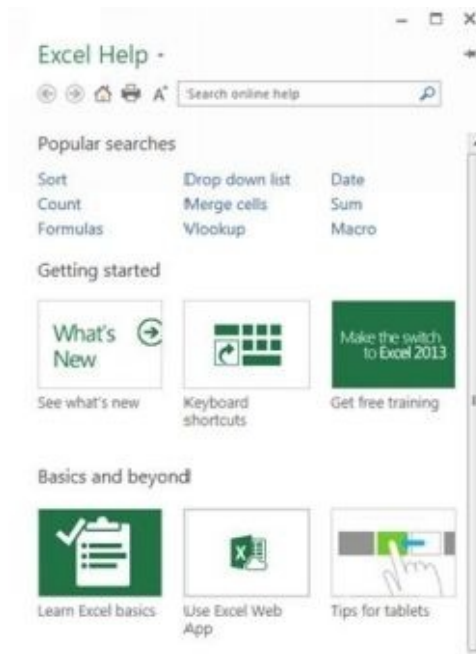 Excel Help
Search online help
Popular searches
Sort Drop down list Date
Count Merge cells Sum
Formulas Vlookup Macro
Getting started
What's New
Make the switch to Excel 2013
See what's new Keyboard shortcuts Get free training
Basics and beyond
Learn Excel basics Use Excel Web App Tips for tablets